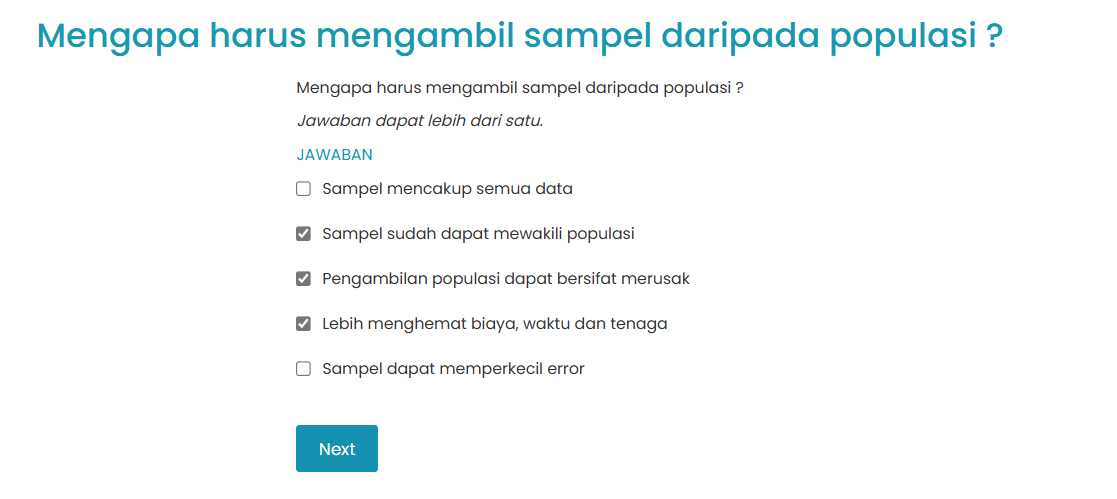 Mengapa harus mengambil sampel daripada populasi ?
Mengapa harus mengambil sampel daripada populasi ?
Jawaban dapat lebih dari satu.
JAWABAN
Sampel mencakup semua data
Sampel sudah dapat mewakili populasi
Pengambilan populasi dapat bersifat merusak
Lebih menghemat biaya, waktu dan tenaga
Sampel dapat memperkecil error
Next